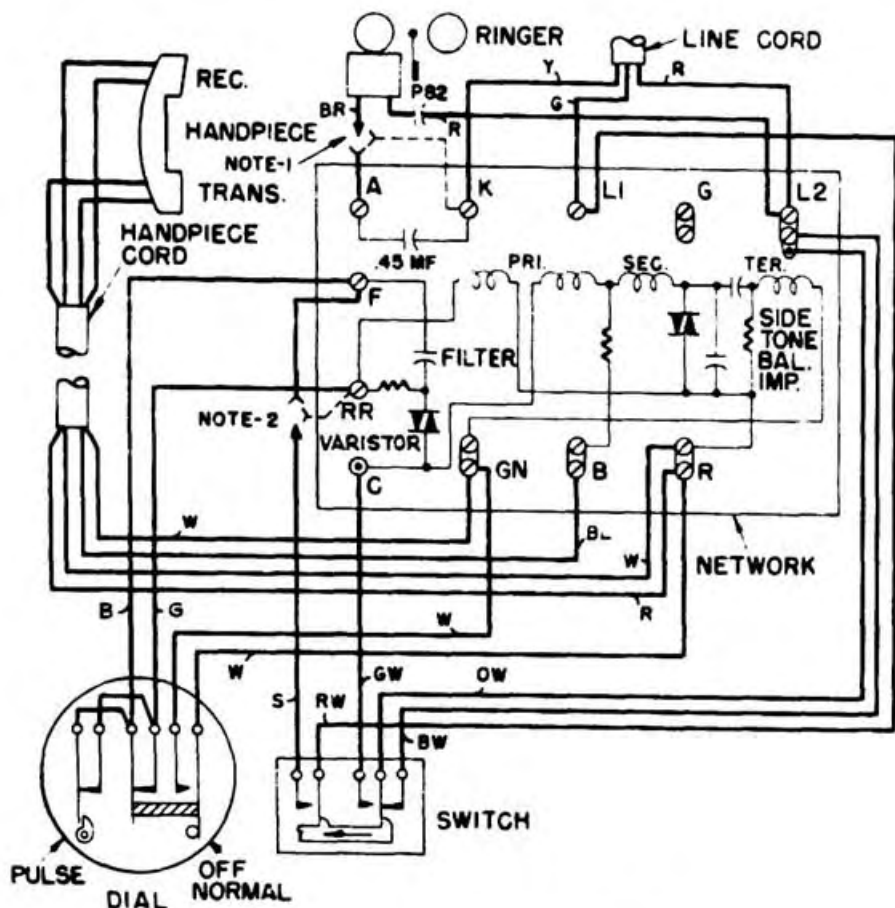 RINGER
LINE CORD
REC.
Y
R
P82
BR
G
R
HANDPIECE
NOTE-1
TRANS.
A
K
L1
G
L2
HANDPIECE
CORD
.45 MF
PRI.
SEC.
TER.
F
FILTER
SIDE
TONE
BAL.
IMP.
NOTE-2
RR
VARISTOR
C
GN
B
R
W
BL
W
NETWORK
R
B
G
W
W
GW
OW
S
RW
BW
SWITCH
PULSE
OFF
NORMAL
DIAL